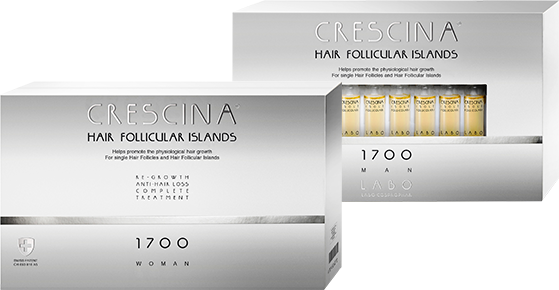 CRESCINA
HAIR FOLLICULAR ISLANDS
Helps promote the physiological hair growth.
For single Hair Follicles and Hair Follicular Islands
RE-GROWTH
ANTI-HAIR LOSS
COMPLETE
TREATMENT
1700
WOMAN
CRESCINA
HAIR FOLLICULAR ISLANDS
Helps promote the physiological hair growth.
For single Hair Follicles and Hair Follicular Islands
1700
MAN
LABO